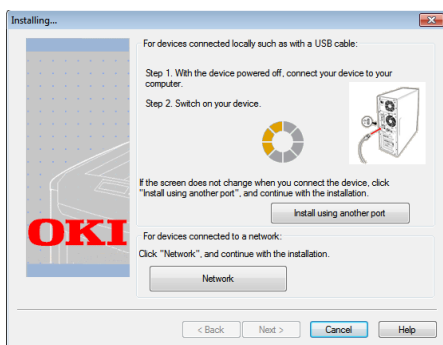 Installing...
For devices connected locally such as with a USB cable:
Step 1. With the device powered off, connect your device to your
computer.
Step 2. Switch on your device.
If the screen does not change when you connect the device, click
"Install using another port", and continue with the installation.
Install using another port
OKI
For devices connected to a network:
Click "Network", and continue with the installation.
Network
< Back
Next >
Cancel
Help